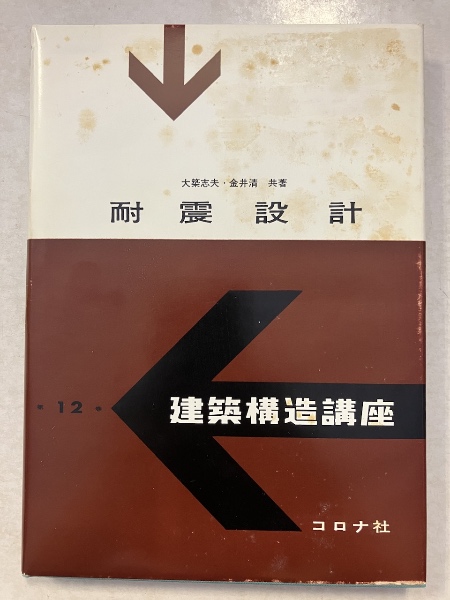 大築志夫・金井清 共著
耐震設計
・12・
建築構造講座
コロナ社